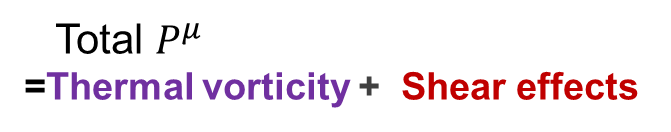 Total 𝑃^𝜇
=Thermal vorticity + Shear effects